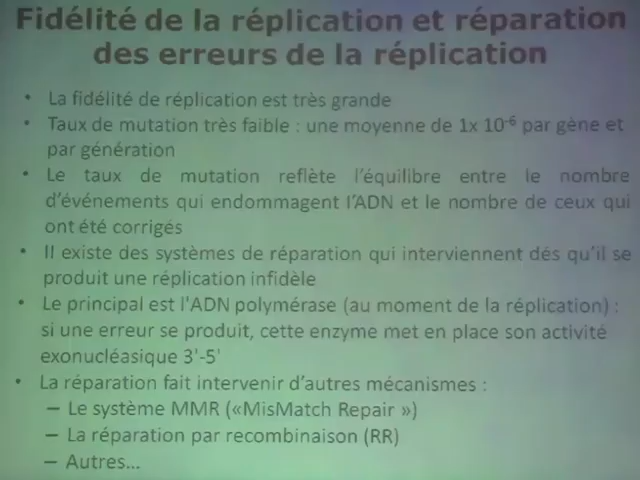 Fidélité de la réplication et réparation
des erreurs de la réplication
• La fidélité de réplication est très grande
• Taux de mutation très faible : une moyenne de 1x 10⁻⁶ par gène et
par génération
• Le taux de mutation reflète l'équilibre entre le nombre
d'événements qui endommagent l'ADN et le nombre de ceux qui
ont été corrigés
• Il existe des systèmes de réparation qui interviennent dés qu'il se
produit une réplication infidèle
• Le principal est l'ADN polymérase (au moment de la réplication) :
si une erreur se produit, cette enzyme met en place son activité
exonucléasique 3'-5'
• La réparation fait intervenir d'autres mécanismes :
– Le système MMR («MisMatch Repair »)
– La réparation par recombinaison (RR)
– Autres...